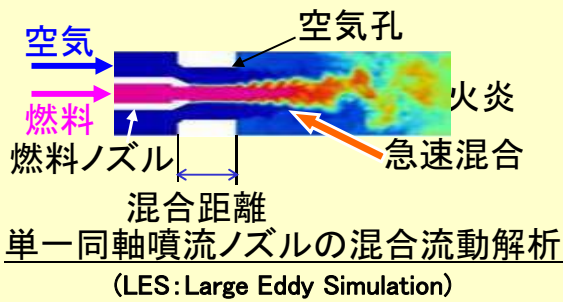 空気
空気孔
燃料
火炎
燃料ノズル
急速混合
混合距離
単一同軸噴流ノズルの混合流動解析
(LES:Large Eddy Simulation)